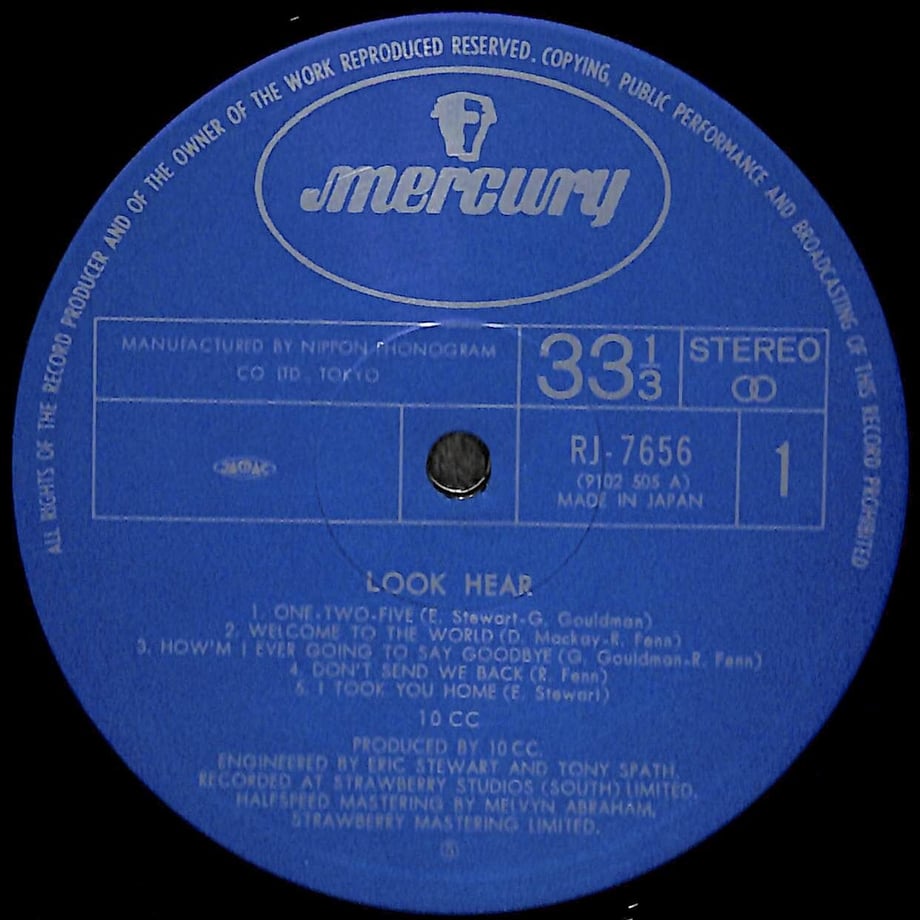 ALL RIGHTS OF THE RECORD PRODUCER AND OF THE OWNER OF THE WORK REPRODUCED RESERVED. COPYING, PUBLIC PERFORMANCE AND BROADCASTING OF THIS RECORD PROHIBITED
mercury
MANUFACTURED BY NIPPON PHONOGRAM
CO LTD., TOKYO
33 1/3
STEREO
JASRAC
RJ-7656
(9102 505 A)
MADE IN JAPAN
1
LOOK HEAR
1. ONE-TWO-FIVE (E. Stewart-G. Gouldman)
2. WELCOME TO THE WORLD (D. Mackay-R. Fenn)
3. HOW'M I EVER GOING TO SAY GOODBYE (G. Gouldman-R. Fenn)
4. DON'T SEND WE BACK (R. Fenn)
5. I TOOK YOU HOME (E. Stewart)
10 CC
PRODUCED BY 10 CC.
ENGINEERED BY ERIC STEWART AND TONY SPATH.
RECORDED AT STRAWBERRY STUDIOS (SOUTH) LIMITED.
HALFSPEED MASTERING BY MELVYN ABRAHAM,
STRAWBERRY MASTERING LIMITED.